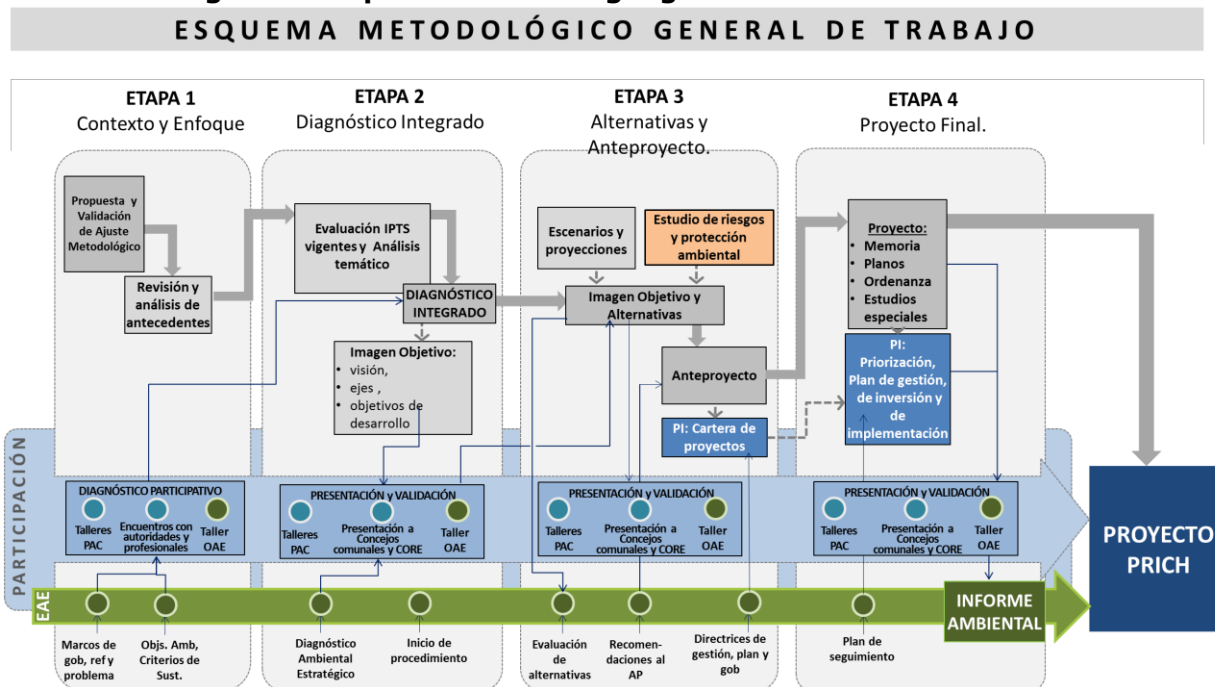 ESQUEMA METODOLÓGICO GENERAL DE TRABAJO
ETAPA 1
Contexto y Enfoque
ETAPA 2
Diagnóstico Integrado
ETAPA 3
Alternativas y
Anteproyecto.
ETAPA 4
Proyecto Final.
Propuesta y
Validación
de Ajuste
Metodológico
Revisión y
análisis de
antecedentes
Evaluación IPTS
vigentes y Análisis
temático
DIAGNÓSTICO
INTEGRADO
Imagen Objetivo:
• visión,
• ejes ,
• objetivos de
desarrollo
Escenarios y
proyecciones
Estudio de riesgos
y protección
ambiental
Imagen Objetivo y
Alternativas
Anteproyecto
PI: Cartera de
proyectos
Proyecto:
• Memoria
• Planos
• Ordenanza
• Estudios
especiales
PI:
Priorización,
Plan de gestión,
de inversión y
de
implementación
PARTICIPACIÓN
DIAGNÓSTICO PARTICIPATIVO
Talleres
PAC
Encuentros con
autoridades y
profesionales
Taller
OAE
PRESENTACIÓN y VALIDACIÓN
Talleres
PAC
Presentación a
Concejos
comunales y CORE
Taller
OAE
PRESENTACIÓN y VALIDACIÓN
Talleres
PAC
Presentación a
Concejos
comunales y CORE
Taller
OAE
PRESENTACIÓN y VALIDACIÓN
Talleres
PAC
Presentación a
Concejos
comunales y CORE
Taller
OAE
PROYECTO
PRICH
EAE
INFORME
AMBIENTAL
Marcos de
gob, ref y
problema
Objs. Amb,
Criterios de
Sust.
Diagnóstico
Ambiental
Estratégico
Inicio de
procedimiento
Evaluación
de
alternativas
Recomen-
daciones al
AP
Directrices de
gestión, plan y
gob
Plan de
seguimiento